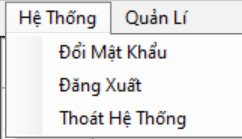 Hệ Thống Quản Lí
Đổi Mật Khẩu
Đăng Xuất
Thoát Hệ Thống